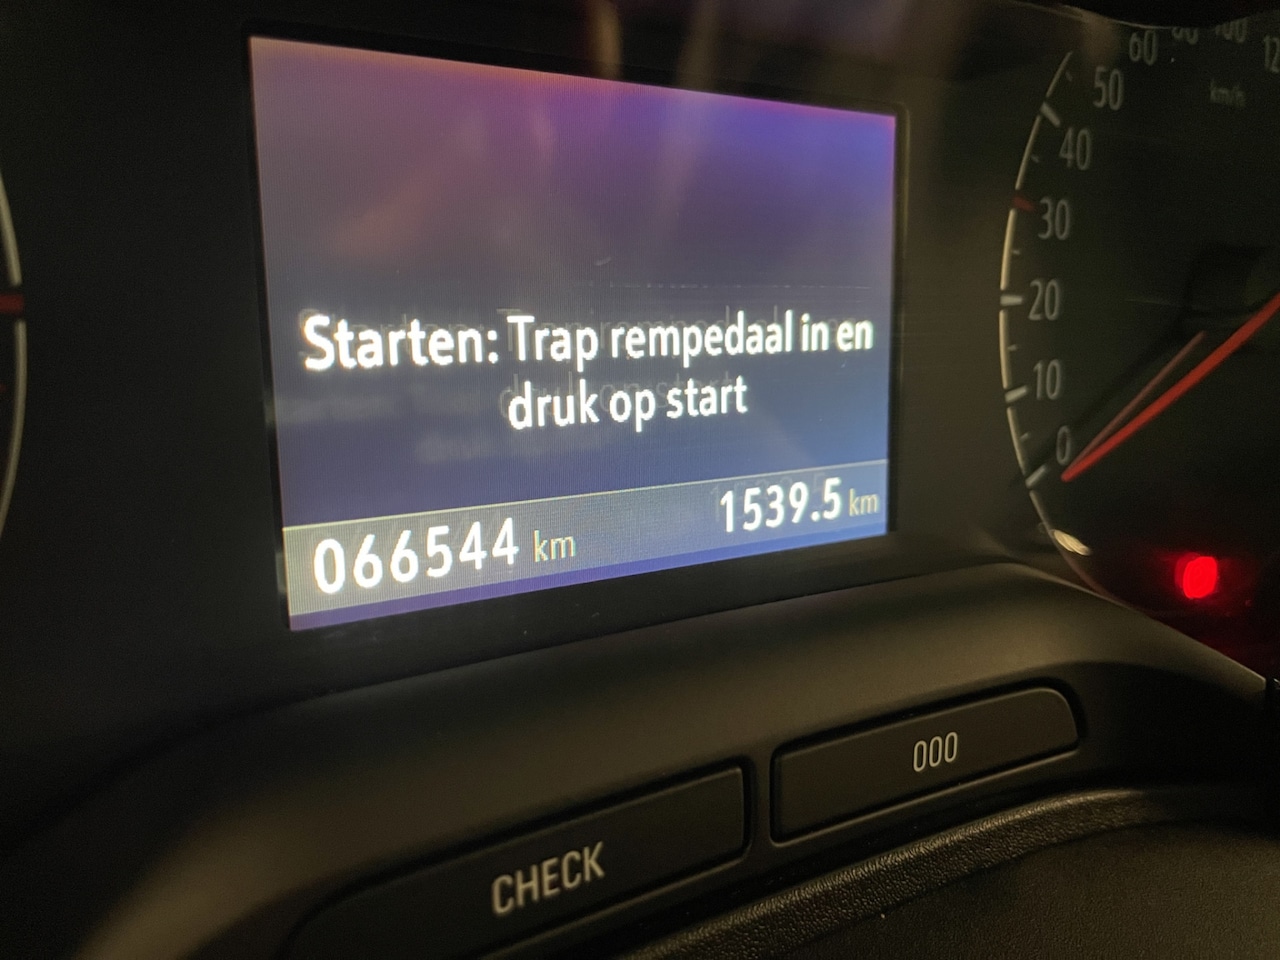 Starten: Trap rempedaal in en
druk op start
066544 km
1539.5 km
60
50
40
30
20
10
0
km/h
000
CHECK